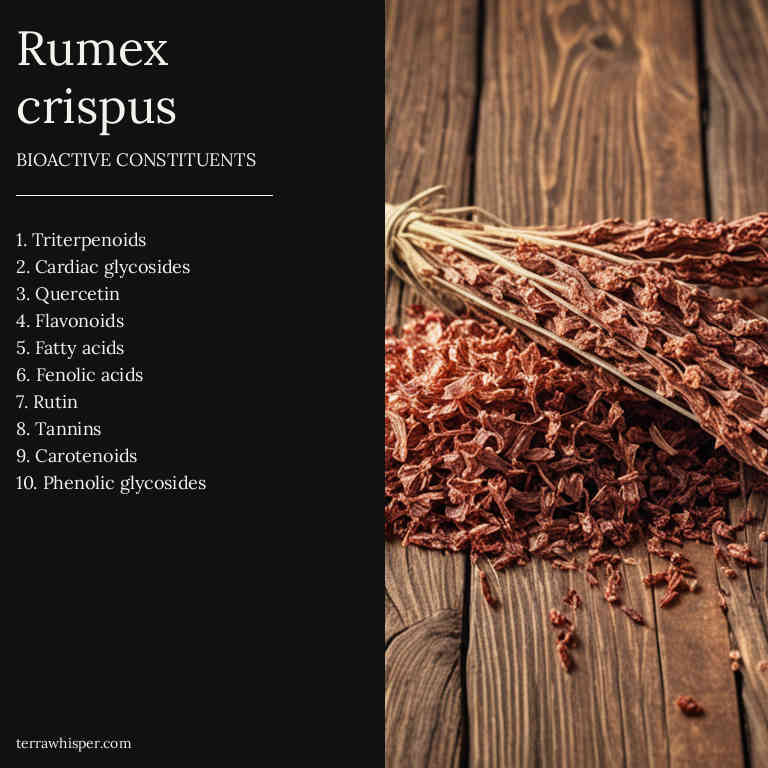 Rumex
crispus
BIOACTIVE CONSTITUENTS
1. Triterpenoids
2. Cardiac glycosides
3. Quercetin
4. Flavonoids
5. Fatty acids
6. Fenolic acids
7. Rutin
8. Tannins
9. Carotenoids
10. Phenolic glycosides
terrawhisper.com